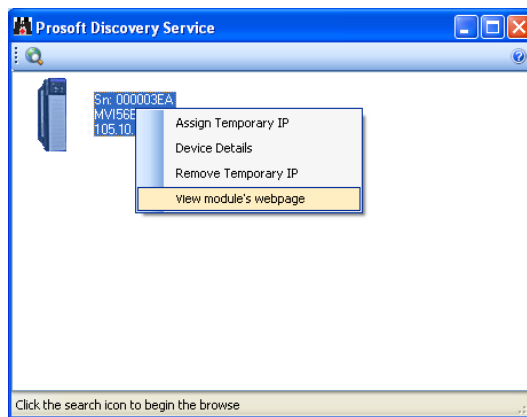 Prosoft Discovery Service
Sn: 000003EA
MVI56E
105.10.
Assign Temporary IP
Device Details
Remove Temporary IP
View module's webpage
Click the search icon to begin the browse